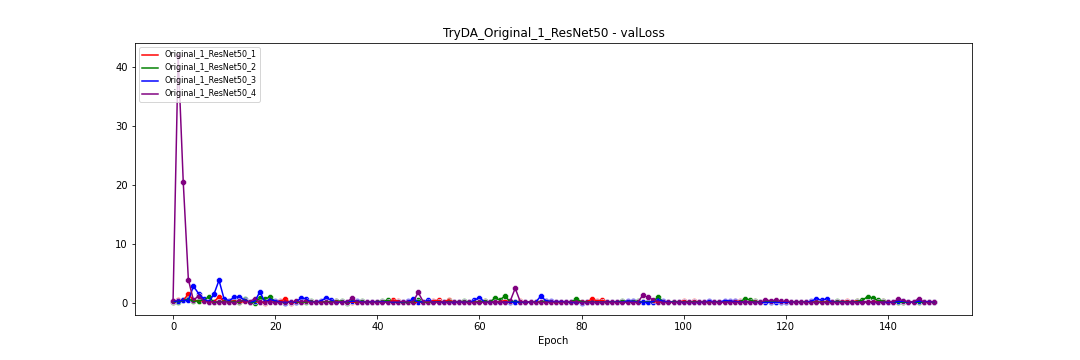 TryDA_Original_1_ResNet50 - valLoss
Original_1_ResNet50_1
Original_1_ResNet50_2
Original_1_ResNet50_3
Original_1_ResNet50_4
40
30
20
10
0
0 20 40 60 80 100 120 140
Epoch